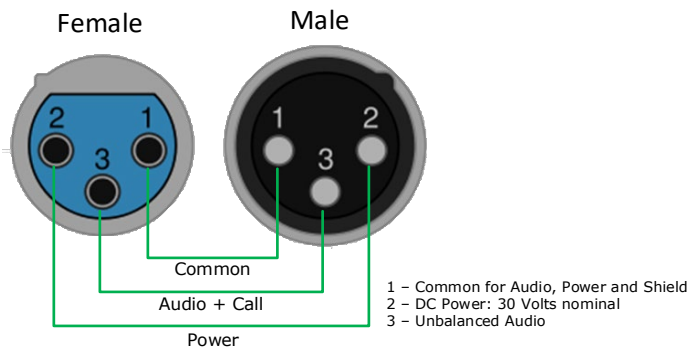 Female
Male
2
1
3
1
2
3
Common
Audio + Call
Power
1 – Common for Audio, Power and Shield
2 – DC Power: 30 Volts nominal
3 – Unbalanced Audio